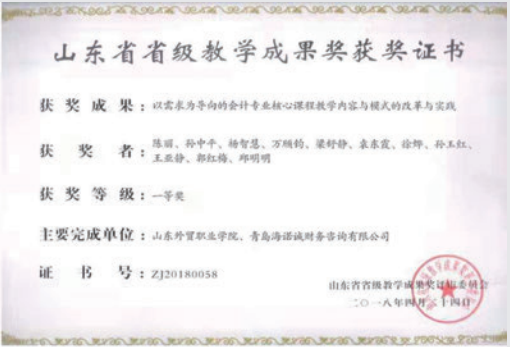 山东省省级教学成果奖获奖证书
获奖成果：以需求为导向的会计专业核心课程教学内容与模式的改革与实践
获奖者：陈丽、孙中平、杨智慧、万颀钧、梁舒静、袁东霞、徐娜、孙玉红、
王亚静、郭红梅、邱明明
获奖等级：一等奖
主要完成单位：山东外贸职业学院、青岛海诺诚财务咨询有限公司
证书号：ZJ20180058
山东省省级教学成果奖评审委员会
二〇一八年四月二十四日